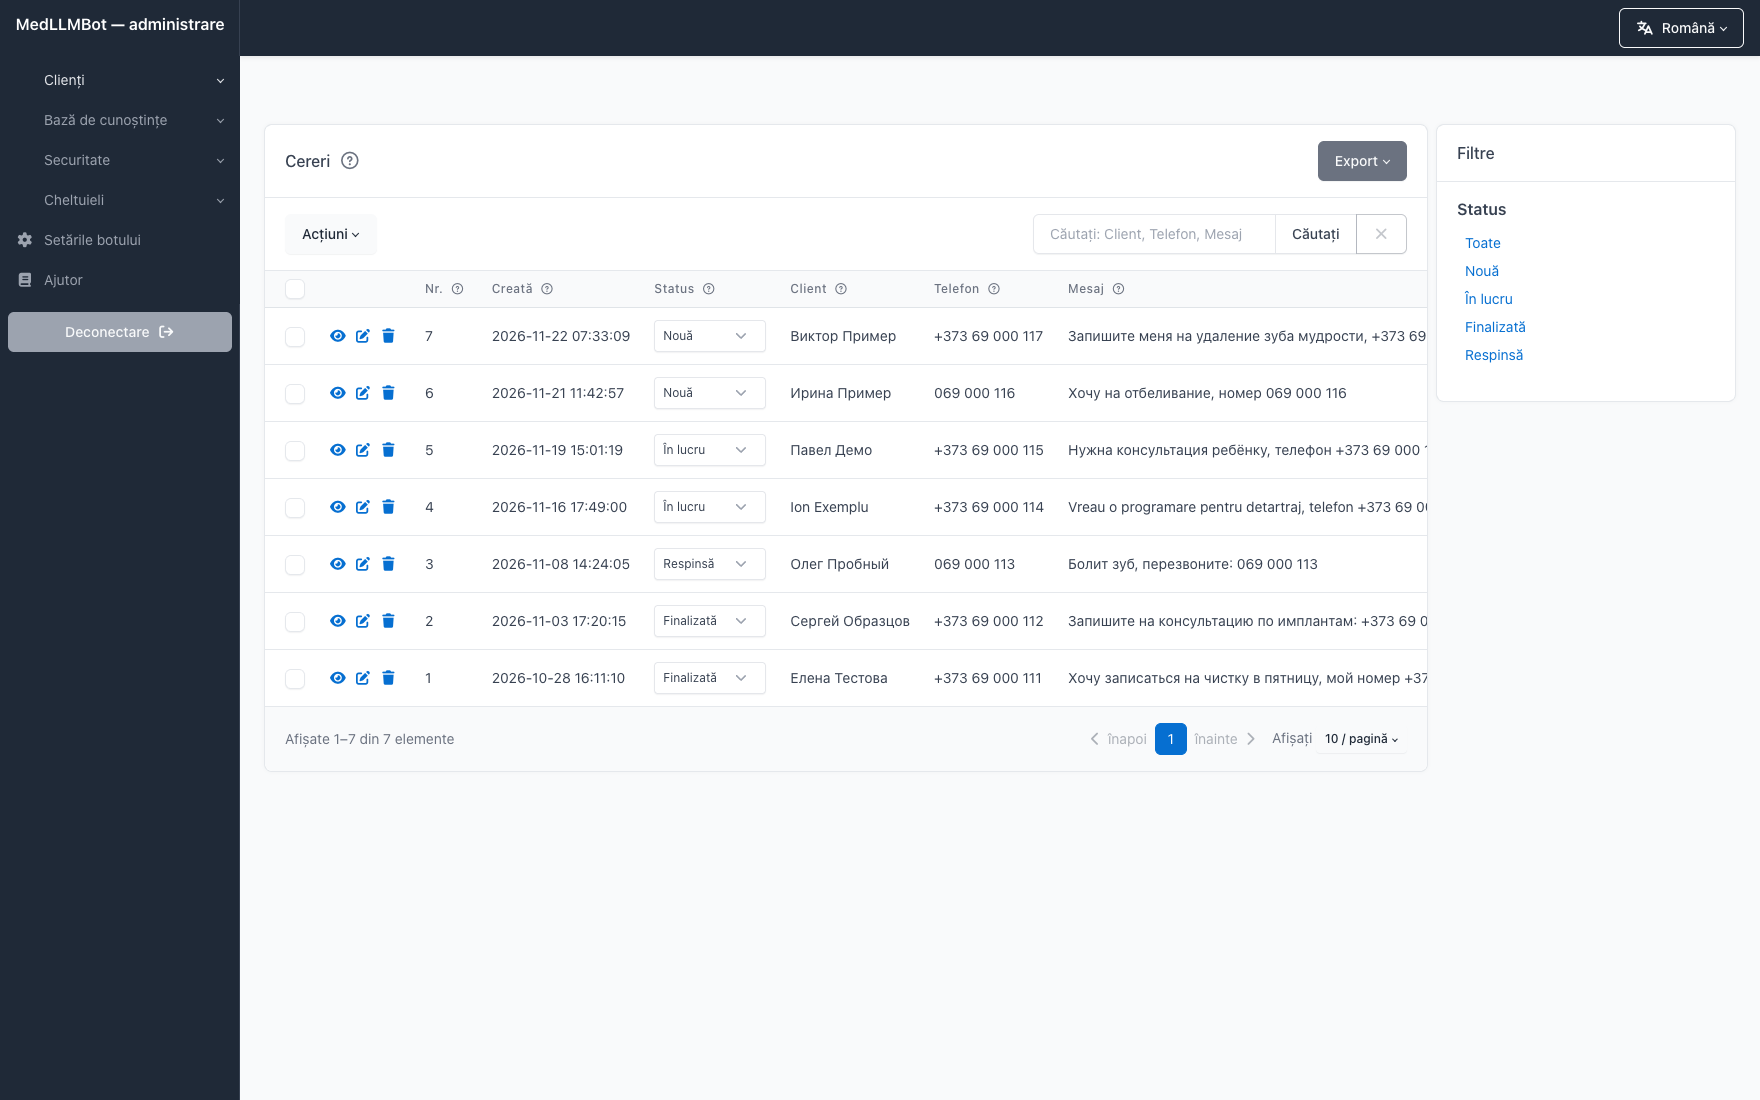 MedLLMBot — administrare
Română
Clienți
Bază de cunoștințe
Securitate
Cheltuieli
Setările botului
Ajutor
Deconectare
Cereri
Export
Acțiuni
Căutați: Client, Telefon, Mesaj
Căutați
Nr. Creată Status Client Telefon Mesaj
7 2026-11-22 07:33:09 Nouă Виктор Пример +373 69 000 117 Запишите меня на удаление зуба мудрости, +373 69
6 2026-11-21 11:42:57 Nouă Ирина Пример 069 000 116 Хочу на отбеливание, номер 069 000 116
5 2026-11-19 15:01:19 În lucru Павел Демо +373 69 000 115 Нужна консультация ребёнку, телефон +373 69 000
4 2026-11-16 17:49:00 În lucru Ion Exemplu +373 69 000 114 Vreau o programare pentru detartraj, telefon +373 69
3 2026-11-08 14:24:05 Respinsă Олег Пробный 069 000 113 Болит зуб, перезвоните: 069 000 113
2 2026-11-03 17:20:15 Finalizată Сергей Образцов +373 69 000 112 Запишите на консультацию по имплантам: +373 69 0
1 2026-10-28 16:11:10 Finalizată Елена Тестова +373 69 000 111 Хочу записаться на чистку в пятницу, мой номер +37
Afișate 1–7 din 7 elemente
înapoi 1 înainte Afișați 10 / pagină
Filtre
Status
Toate
Nouă
În lucru
Finalizată
Respinsă